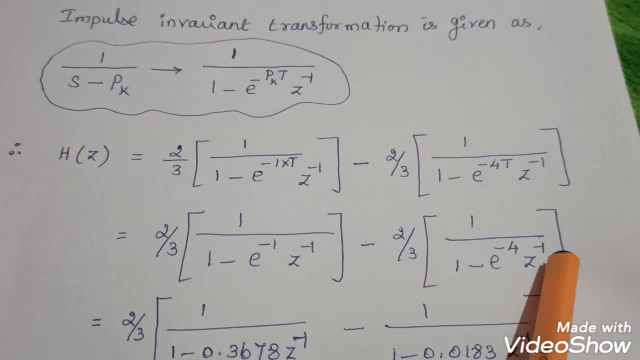 Impulse invariant transformation is given as,
1/(S - P_K) → 1/(1 - e^{P_K T} z^{-1})
∴ H(z) = 2/3 [1/(1 - e^{-1×T} z^{-1})] - 2/3 [1/(1 - e^{-4T} z^{-1})]
= 2/3 [1/(1 - e^{-1} z^{-1})] - 2/3 [1/(1 - e^{-4} z^{-1})]
= 2/3 [1/(1 - 0.3678 z^{-1}) - 1/(1 - 0.0183
Made with
VideoShow